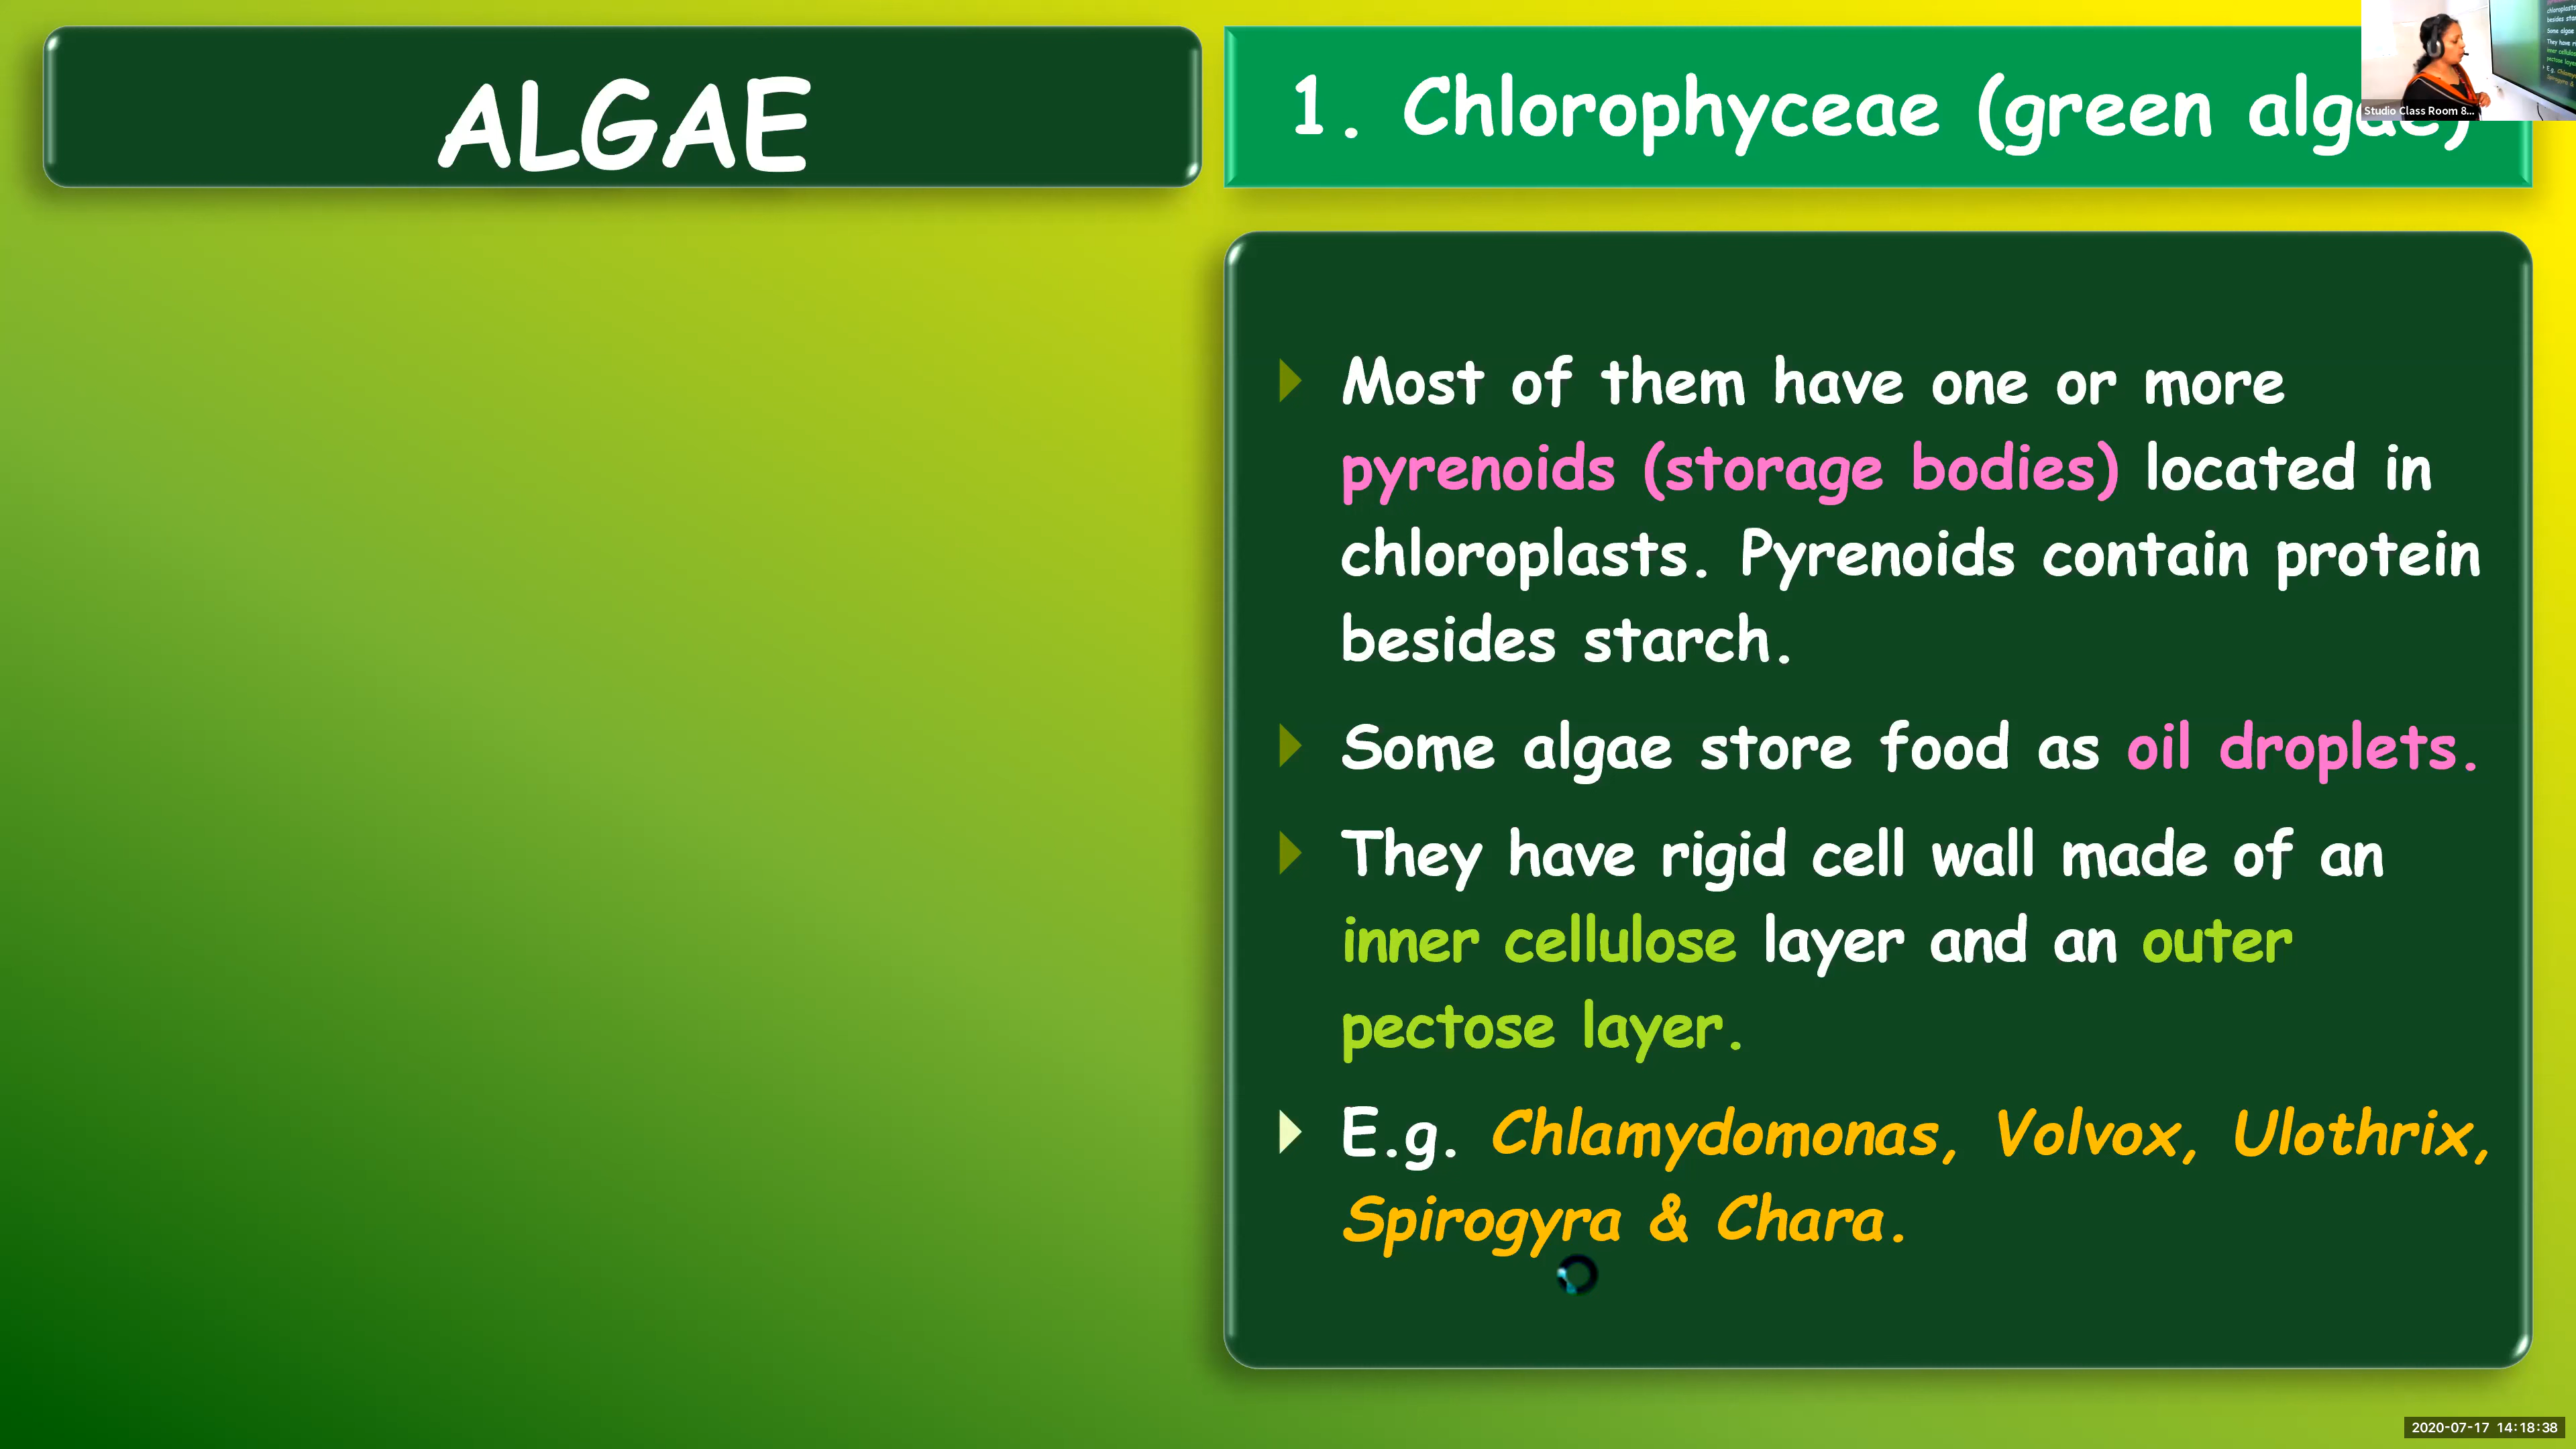 ALGAE
1. Chlorophyceae (green algae)
Studio Class Room 8...
Most of them have one or more
pyrenoids (storage bodies) located in
chloroplasts. Pyrenoids contain protein
besides starch.
Some algae store food as oil droplets.
They have rigid cell wall made of an
inner cellulose layer and an outer
pectose layer.
E.g. Chlamydomonas, Volvox, Ulothrix,
Spirogyra & Chara.
2020-07-17 14:18:38